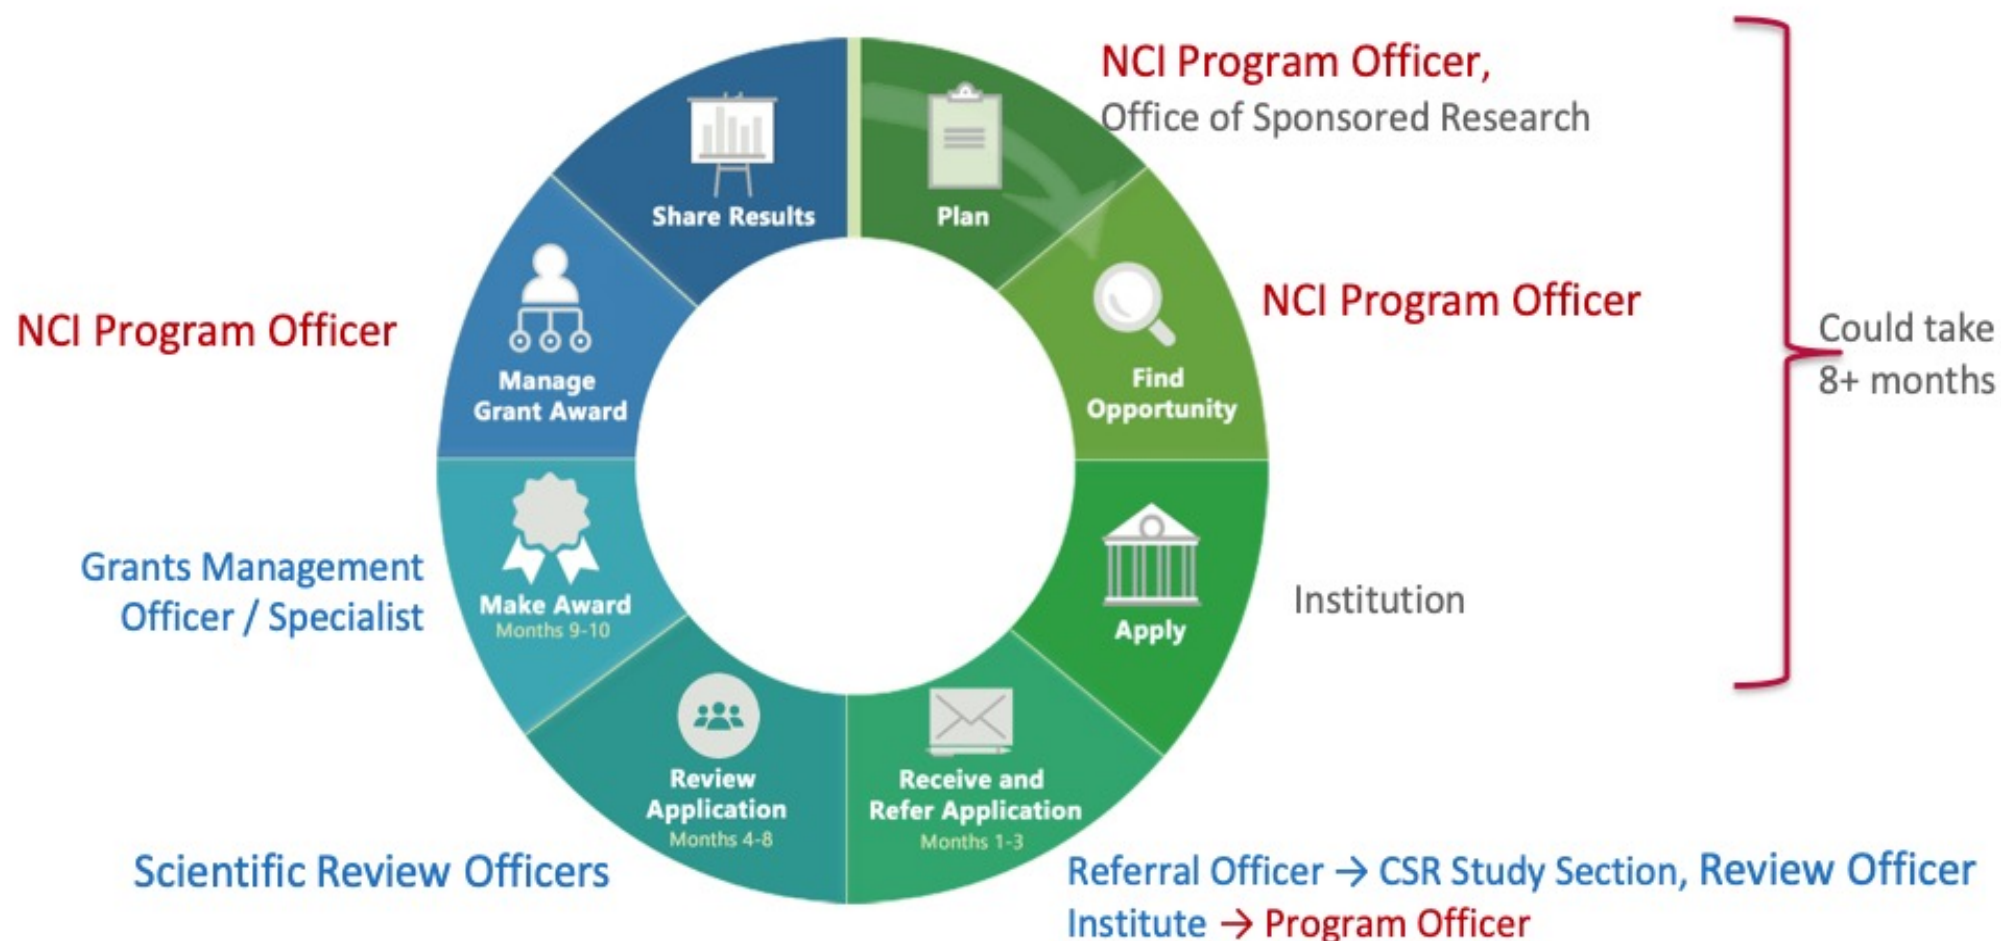 NCI Program Officer,
Office of Sponsored Research
Share Results
Plan
NCI Program Officer
Find
Opportunity
Could take
8+ months
NCI Program Officer
Manage
Grant Award
Apply
Institution
Grants Management
Officer / Specialist
Make Award
Months 9-10
Review
Application
Months 4-8
Receive and
Refer Application
Months 1-3
Scientific Review Officers
Referral Officer → CSR Study Section, Review Officer
Institute → Program Officer